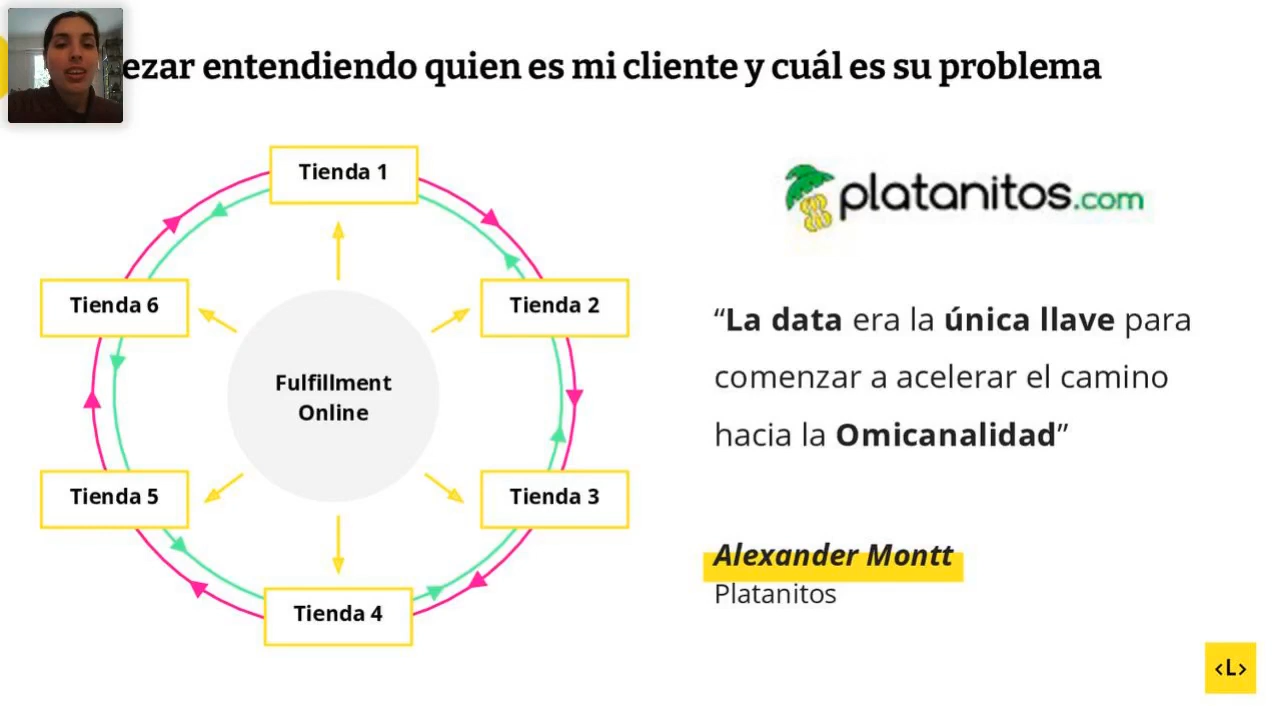 ezar entendiendo quien es mi cliente y cuál es su problema
Tienda 1
Tienda 6
Tienda 2
Fulfillment
Online
Tienda 5
Tienda 3
Tienda 4
platanitos.com
“La data era la única llave para
comenzar a acelerar el camino
hacia la Omicanalidad”
Alexander Montt
Platanitos
<L>